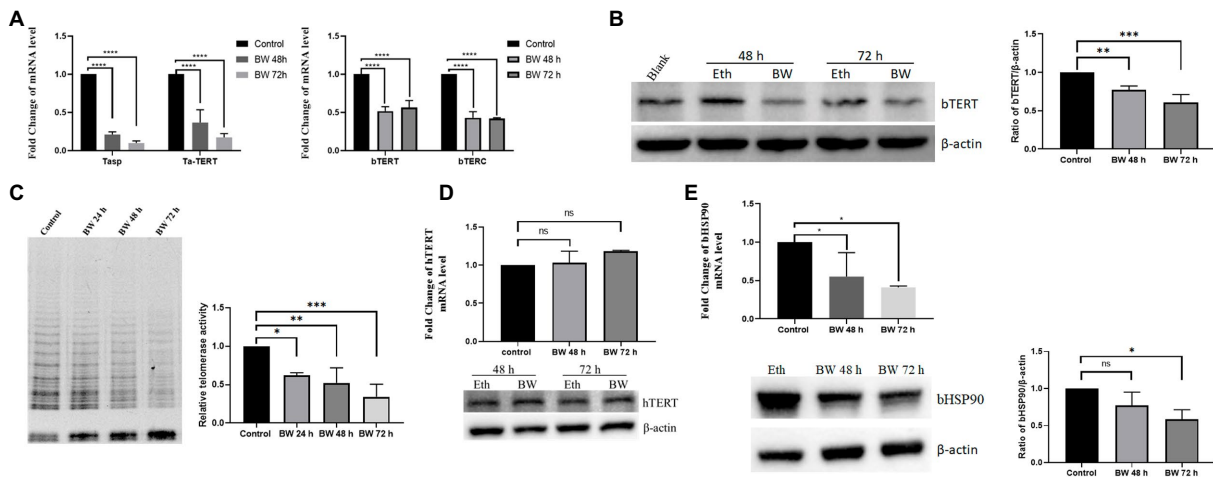 A
Fold Change of mRNA level
1.5
1.0
0.5
0.0
****
****
****
****
Tasp
Ta-TERT
Control
BW 48h
BW 72h
Fold Change of mRNA level
1.5
1.0
0.5
0.0
****
****
****
****
bTERT
bTERC
Control
BW 48 h
BW 72 h
B
Blank
48 h
72 h
Eth
BW
Eth
BW
bTERT
β-actin
Ratio of bTERT/β-actin
2.0
1.5
1.0
0.5
0.0
***
**
Control
BW 48 h
BW 72 h
C
Control
BW 24 h
BW 48 h
BW 72 h
Relative telomerase activity
1.5
1.0
0.5
0.0
***
**
*
Control
BW 24 h
BW 48 h
BW 72 h
D
Fold Change of hTERT
mRNA level
1.5
1.0
0.5
0.0
ns
ns
control
BW 48 h
BW 72 h
48 h
72 h
Eth
BW
Eth
BW
hTERT
β-actin
E
Fold Change of bHSP90
mRNA level
1.5
1.0
0.5
0.0
*
*
Control
BW 48 h
BW 72 h
Eth
BW 48 h
BW 72 h
bHSP90
β-actin
Ratio of bHSP90/β-actin
1.5
1.0
0.5
0.0
*
ns
Control
BW 48 h
BW 72 h